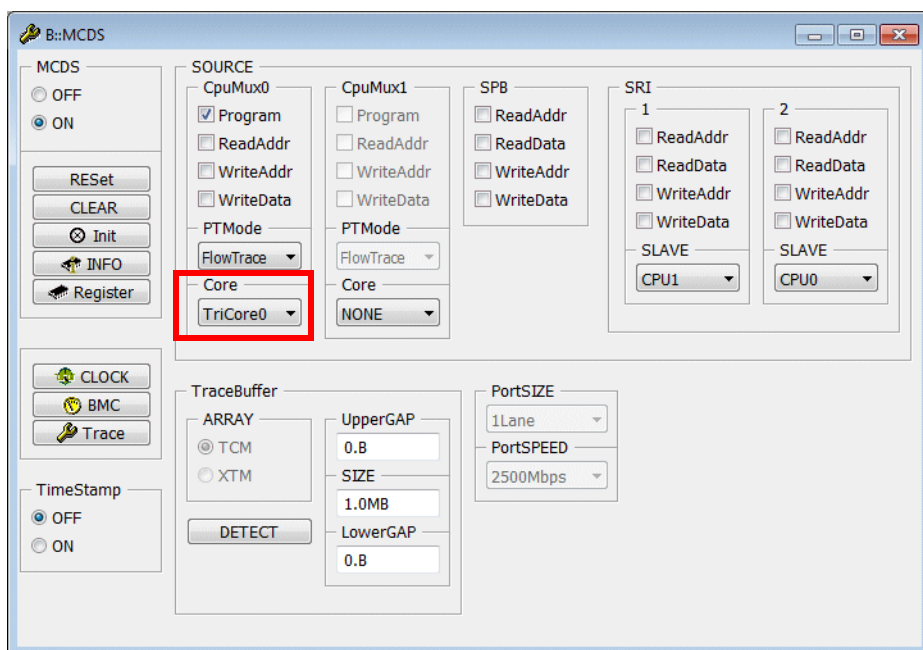 B::MCDS
MCDS
OFF
ON
RESet
CLEAR
Init
INFO
Register
CLOCK
BMC
Trace
TimeStamp
OFF
ON
SOURCE
CpuMux0
Program
ReadAddr
WriteAddr
WriteData
PTMode
FlowTrace
Core
TriCore0
CpuMux1
Program
ReadAddr
WriteAddr
WriteData
PTMode
FlowTrace
Core
NONE
SPB
ReadAddr
ReadData
WriteAddr
WriteData
SRI
1
ReadAddr
ReadData
WriteAddr
WriteData
SLAVE
CPU1
2
ReadAddr
ReadData
WriteAddr
WriteData
SLAVE
CPU0
TraceBuffer
ARRAY
TCM
XTM
DETECT
UpperGAP
0.B
SIZE
1.0MB
LowerGAP
0.B
PortSIZE
1Lane
PortSPEED
2500Mbps